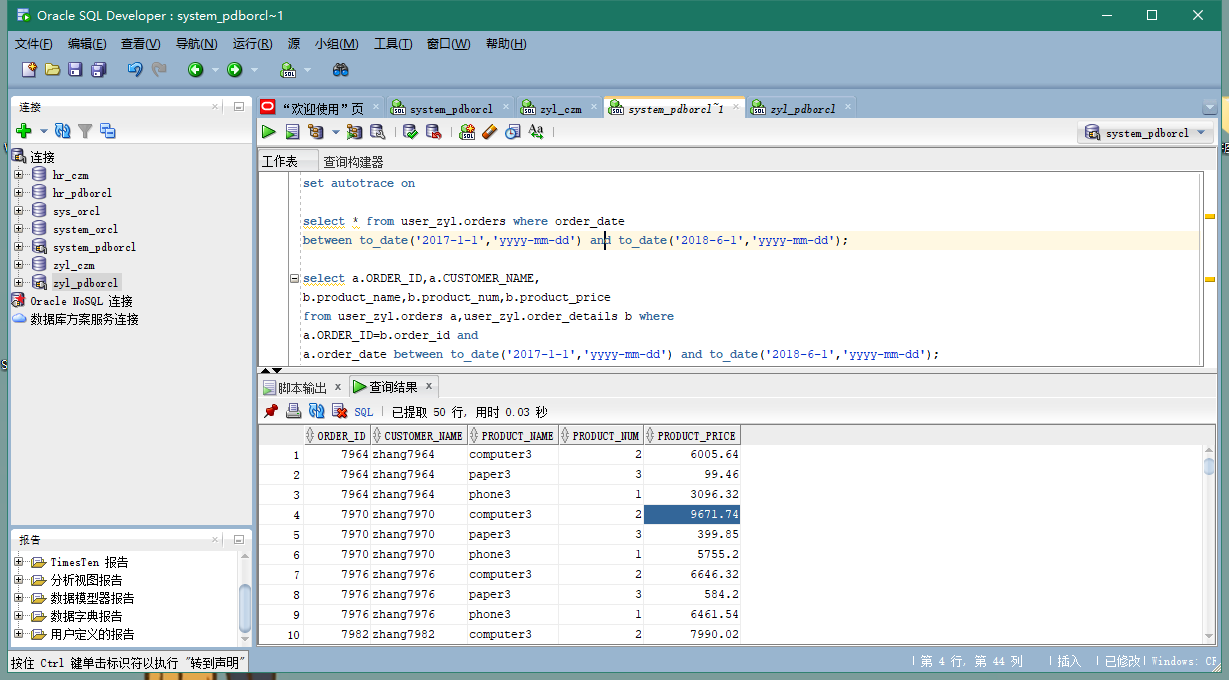 Oracle SQL Developer : system_pdborcl~1
文件(F) 编辑(E) 查看(V) 导航(N) 运行(R) 源 小组(M) 工具(T) 窗口(W) 帮助(H)
连接
连接
hr_czm
hr_pdborcl
sys_orcl
system_orcl
system_pdborcl
zyl_czm
zyl_pdborcl
Oracle NoSQL 连接
数据库方案服务连接
报告
TimesTen 报告
分析视图报告
数据模型器报告
数据字典报告
用户定义的报告
“欢迎使用”页 system_pdborcl zyl_czm system_pdborcl~1 zyl_pdborcl
system_pdborcl
工作表 查询构建器
set autotrace on
select * from user_zyl.orders where order_date
between to_date('2017-1-1','yyyy-mm-dd') and to_date('2018-6-1','yyyy-mm-dd');
select a.ORDER_ID,a.CUSTOMER_NAME,
b.product_name,b.product_num,b.product_price
from user_zyl.orders a,user_zyl.order_details b where
a.ORDER_ID=b.order_id and
a.order_date between to_date('2017-1-1','yyyy-mm-dd') and to_date('2018-6-1','yyyy-mm-dd');
脚本输出 x 查询结果 x
SQL | 已提取 50 行, 用时 0.03 秒
ORDER_ID CUSTOMER_NAME PRODUCT_NAME PRODUCT_NUM PRODUCT_PRICE
1 7964 zhang7964 computer3 2 6005.64
2 7964 zhang7964 paper3 3 99.46
3 7964 zhang7964 phone3 1 3096.32
4 7970 zhang7970 computer3 2 9671.74
5 7970 zhang7970 paper3 3 399.85
6 7970 zhang7970 phone3 1 5755.2
7 7976 zhang7976 computer3 2 6646.32
8 7976 zhang7976 paper3 3 584.2
9 7976 zhang7976 phone3 1 6461.54
10 7982 zhang7982 computer3 2 7990.02
按住 Ctrl 键单击标识符以执行 "转到声明"
| 第 4 行, 第 44 列 | 插入 | 已修改 | Windows: CF